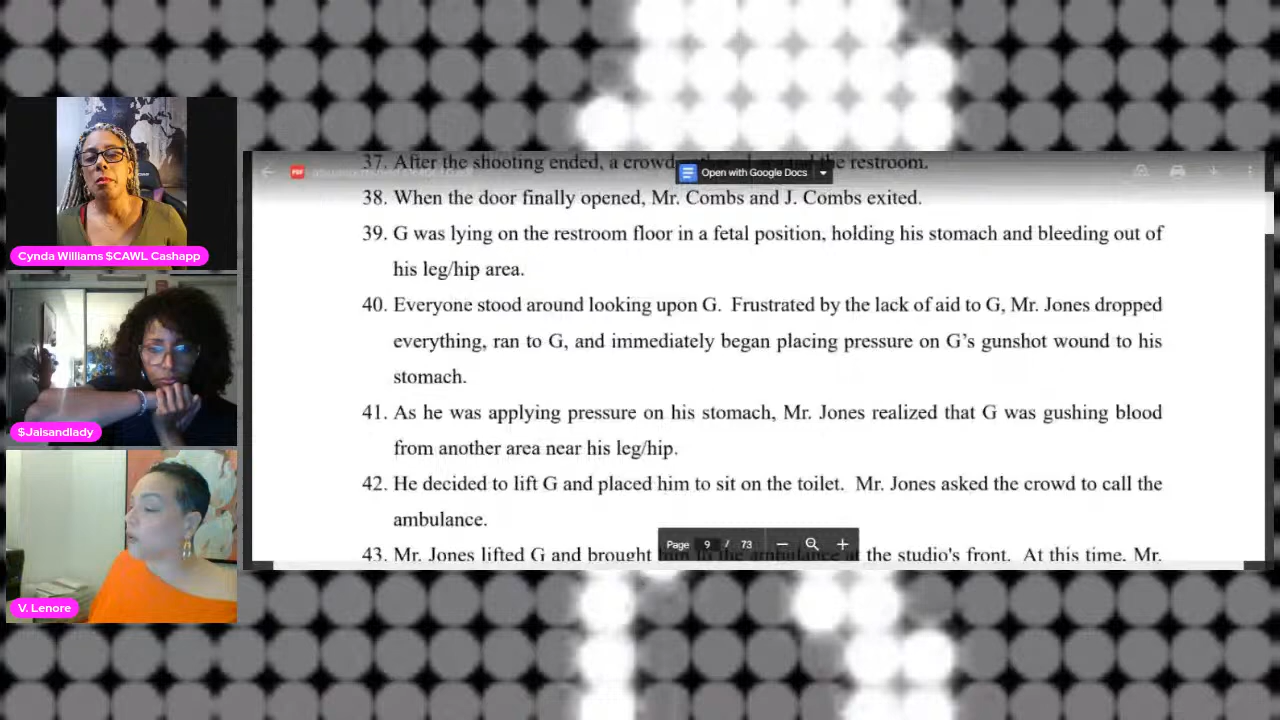 37. After the shooting ended, a crowd the restroom.
Open with Google Docs
38. When the door finally opened, Mr. Combs and J. Combs exited.
39. G was lying on the restroom floor in a fetal position, holding his stomach and bleeding out of
his leg/hip area.
40. Everyone stood around looking upon G. Frustrated by the lack of aid to G, Mr. Jones dropped
everything, ran to G, and immediately began placing pressure on G’s gunshot wound to his
stomach.
41. As he was applying pressure on his stomach, Mr. Jones realized that G was gushing blood
from another area near his leg/hip.
42. He decided to lift G and placed him to sit on the toilet. Mr. Jones asked the crowd to call the
ambulance.
43. Mr. Jones lifted G and brought him to the ambulance at the studio's front. At this time, Mr.
Page 9 / 73
Cynda Williams $CAWL Cashapp
$Jaisandlady
V. Lenore